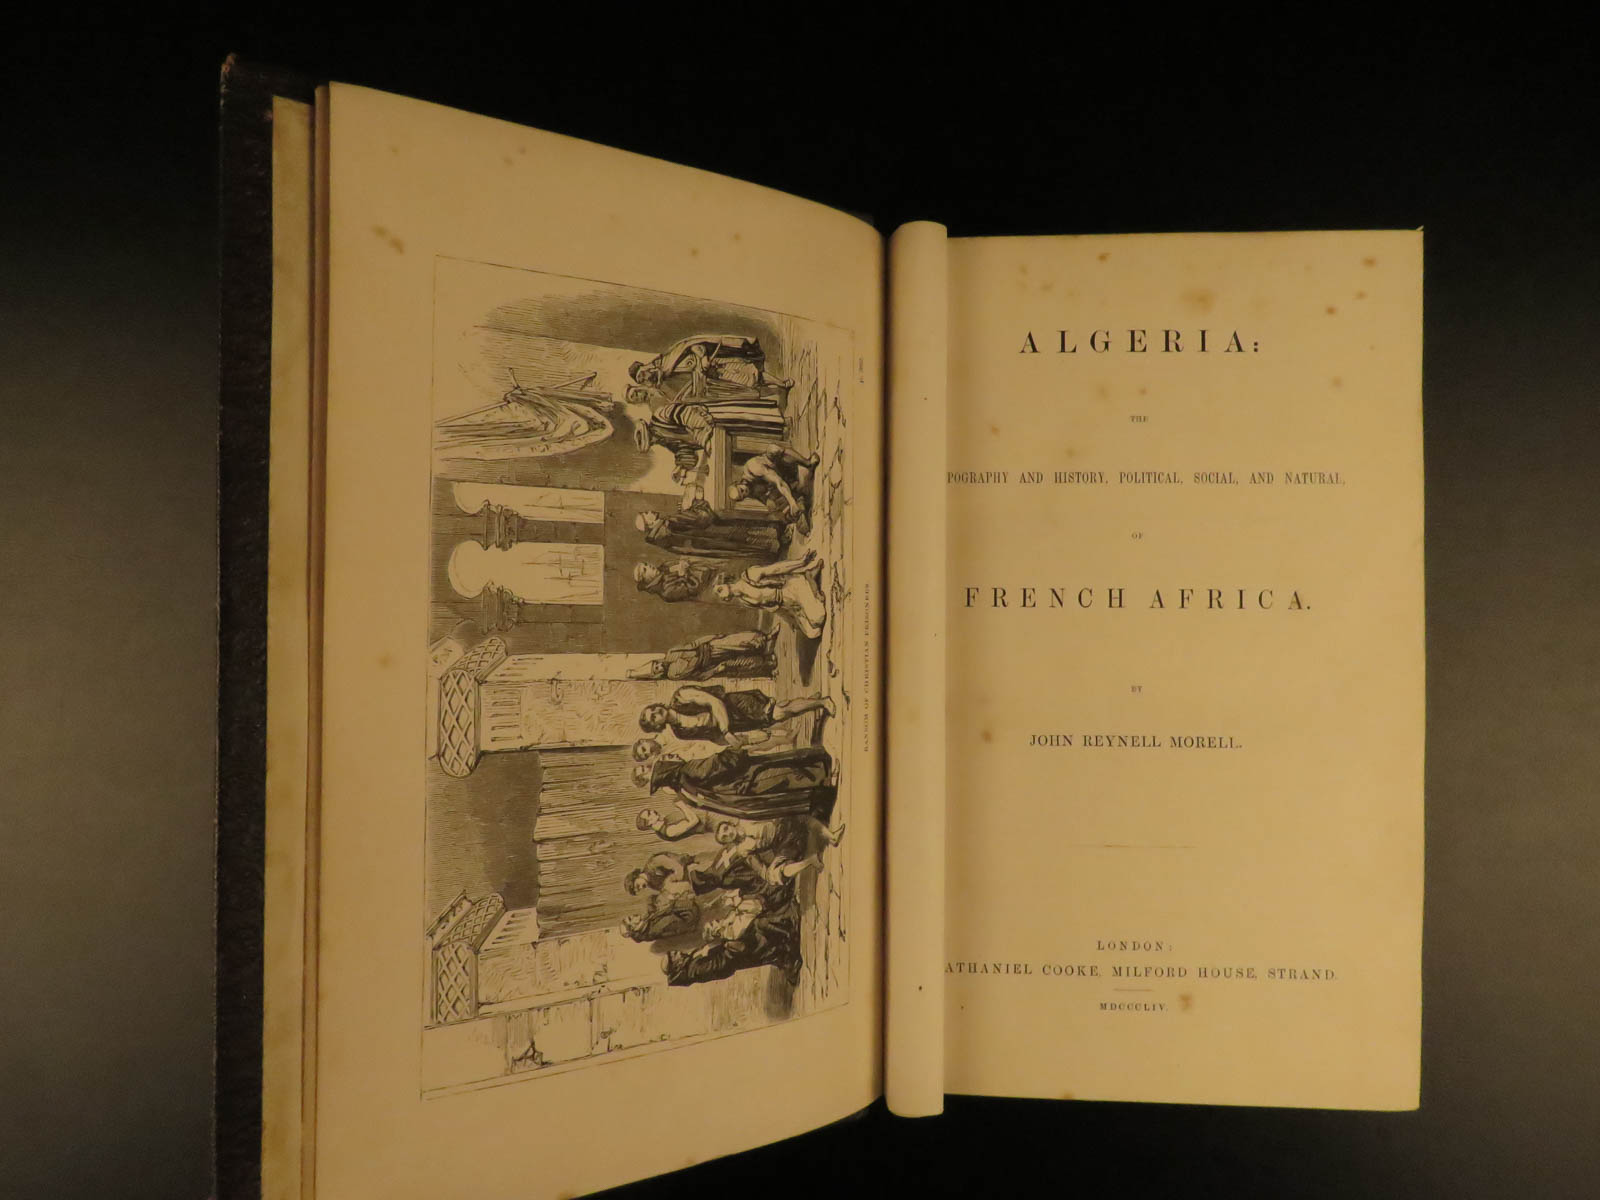 RANSOM OF CHRISTIAN PRISONERS.
ALGERIA:
THE
POGRAPHY AND HISTORY, POLITICAL, SOCIAL, AND NATURAL,
OF
FRENCH AFRICA.
BY
JOHN REYNELL MORELL.
LONDON:
ATHANIEL COOKE, MILFORD HOUSE, STRAND.
MDCCCLIV.